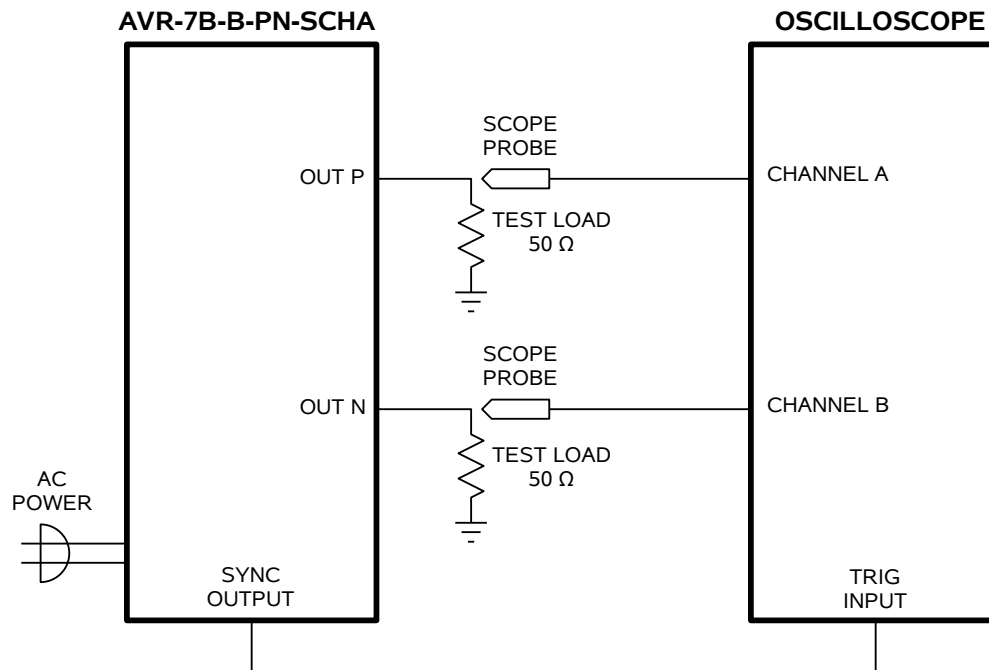 AVR-7B-B-PN-SCHA
OSCILLOSCOPE
SCOPE
PROBE
OUT P
CHANNEL A
TEST LOAD
50 Ω
SCOPE
PROBE
OUT N
CHANNEL B
TEST LOAD
50 Ω
AC
POWER
SYNC
OUTPUT
TRIG
INPUT